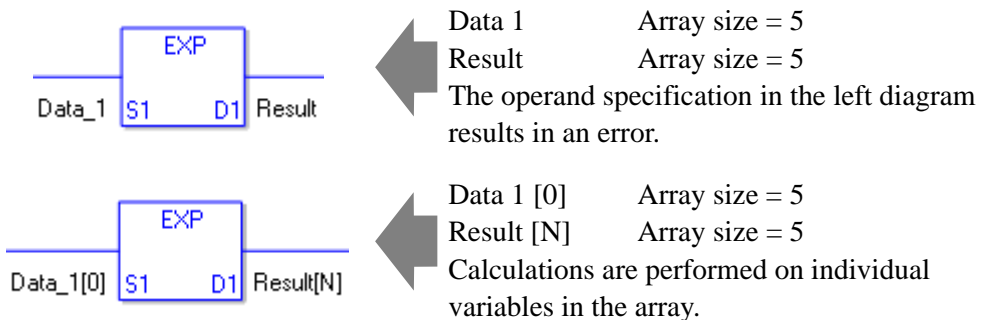 EXP
Data_1 S1 D1 Result
Data 1 Array size = 5
Result Array size = 5
The operand specification in the left diagram
results in an error.
EXP
Data_1[0] S1 D1 Result[N]
Data 1 [0] Array size = 5
Result [N] Array size = 5
Calculations are performed on individual
variables in the array.